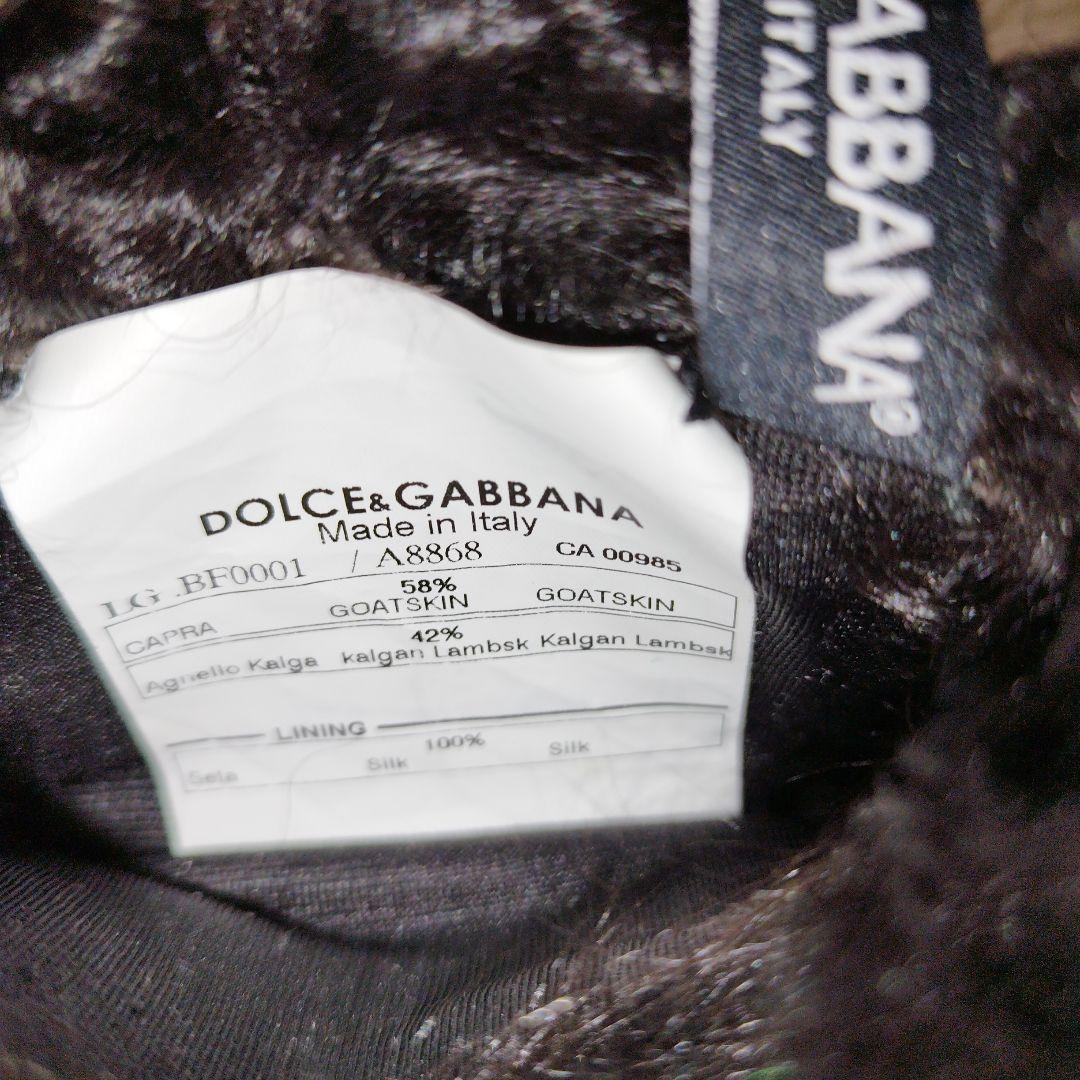 ABBANA®
ITALY
DOLCE&GABBANA
Made in Italy
LG .BF0001 / A8868 CA 00985
58%
CAPRA GOATSKIN GOATSKIN
42%
Agnello Kalga kalgan Lambsk Kalgan Lambsk
LINING
100%
Seta Silk Silk